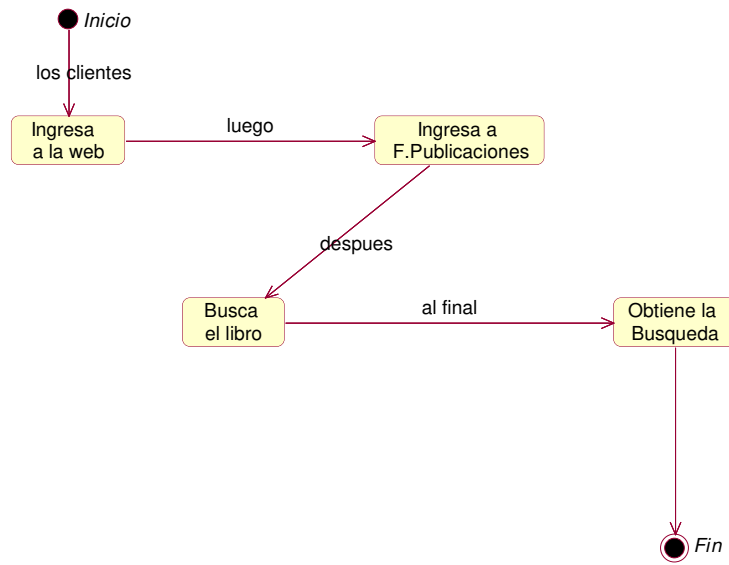 Inicio
los clientes
Ingresa
a la web
luego
Ingresa a
F.Publicaciones
despues
Busca
el libro
al final
Obtiene la
Busqueda
Fin